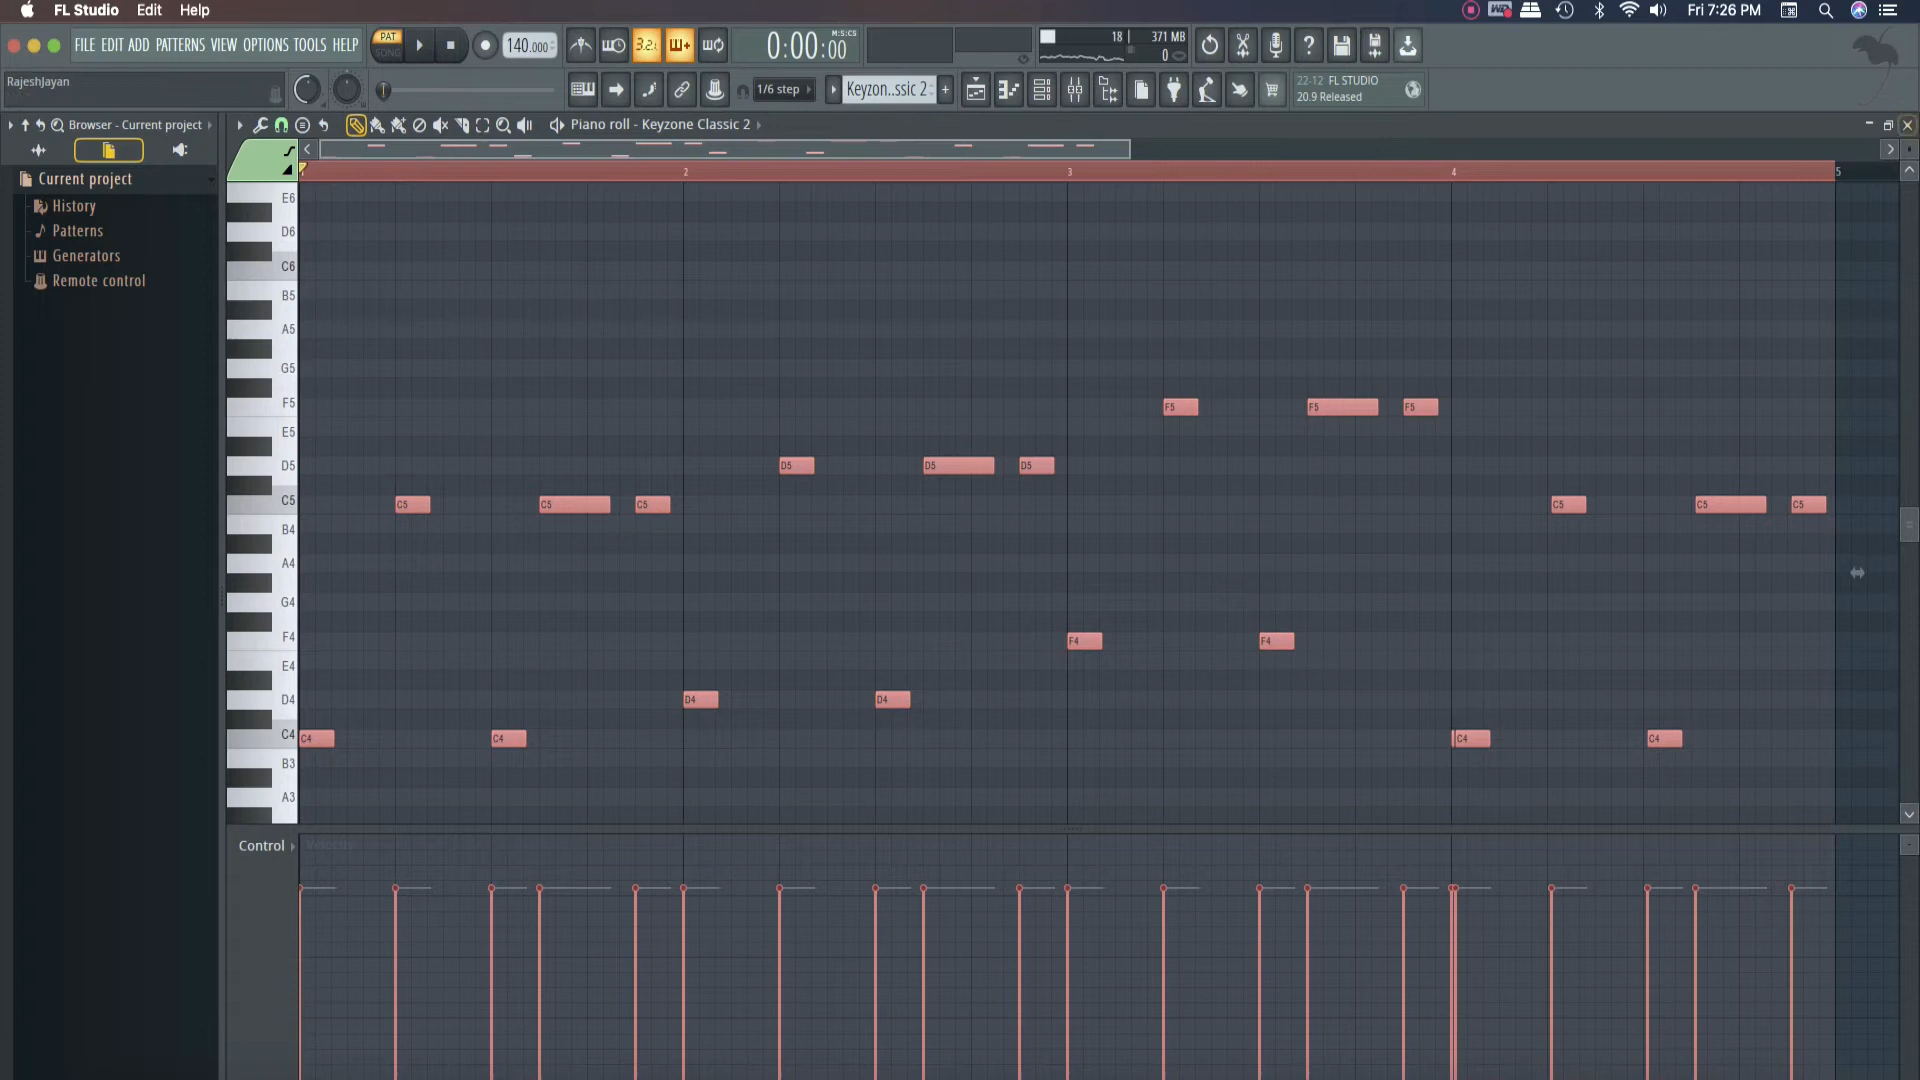 FL Studio Edit Help
Fri 7:26 PM
FILE EDIT ADD PATTERNS VIEW OPTIONS TOOLS HELP
PAT
SONG
140.000
3.2.
0:00:00
M:S:CS
18
371 MB
0
RajeshJayan
1/6 step
Keyzon..ssic 2
22-12 FL STUDIO
20.9 Released
Browser - Current project
Piano roll - Keyzone Classic 2
Current project
History
Patterns
Generators
Remote control
2 3 4 5
E6
D6
C6
B5
A5
G5
F5 F5 F5 F5
E5
D5 D5 D5 D5
C5 C5 C5 C5 C5 C5 C5
B4
A4
G4
F4 F4 F4
E4
D4 D4 D4
C4 C4 C4 C4 C4
B3
A3
Control
Velocity